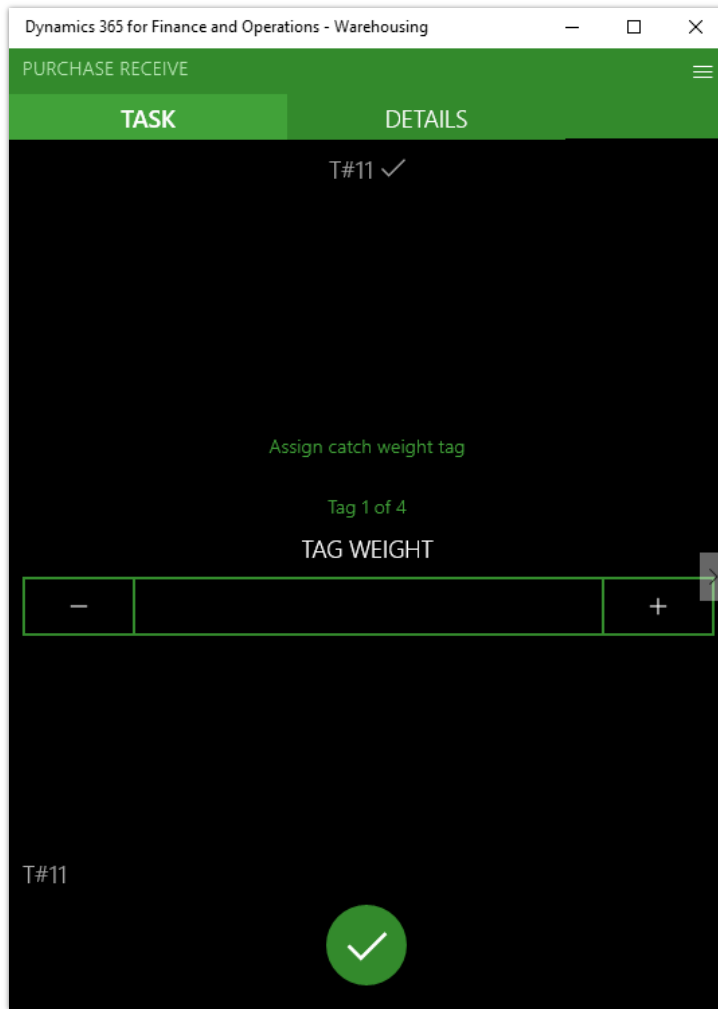 Dynamics 365 for Finance and Operations - Warehousing
PURCHASE RECEIVE
TASK DETAILS
T#11
Assign catch weight tag
Tag 1 of 4
TAG WEIGHT
− +
T#11